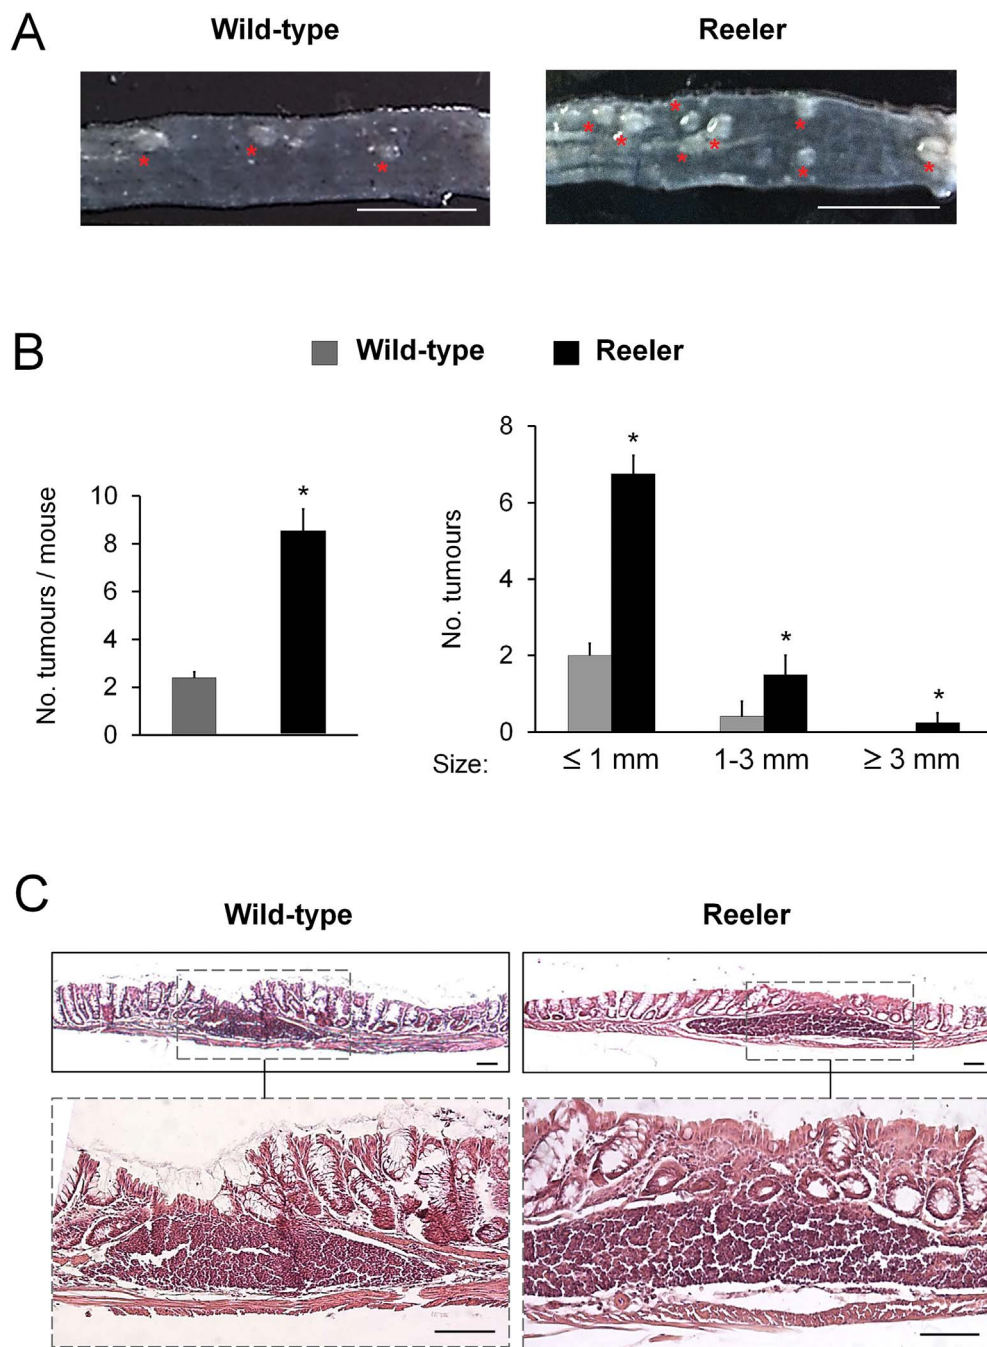 A
Wild-type Reeler
* * *
* * * * * * * *
B
Wild-type Reeler
No. tumours / mouse
10
8
6
4
2
0
*
No. tumours
8
6
4
2
0
* * *
Size: ≤ 1 mm 1-3 mm ≥ 3 mm
C
Wild-type Reeler